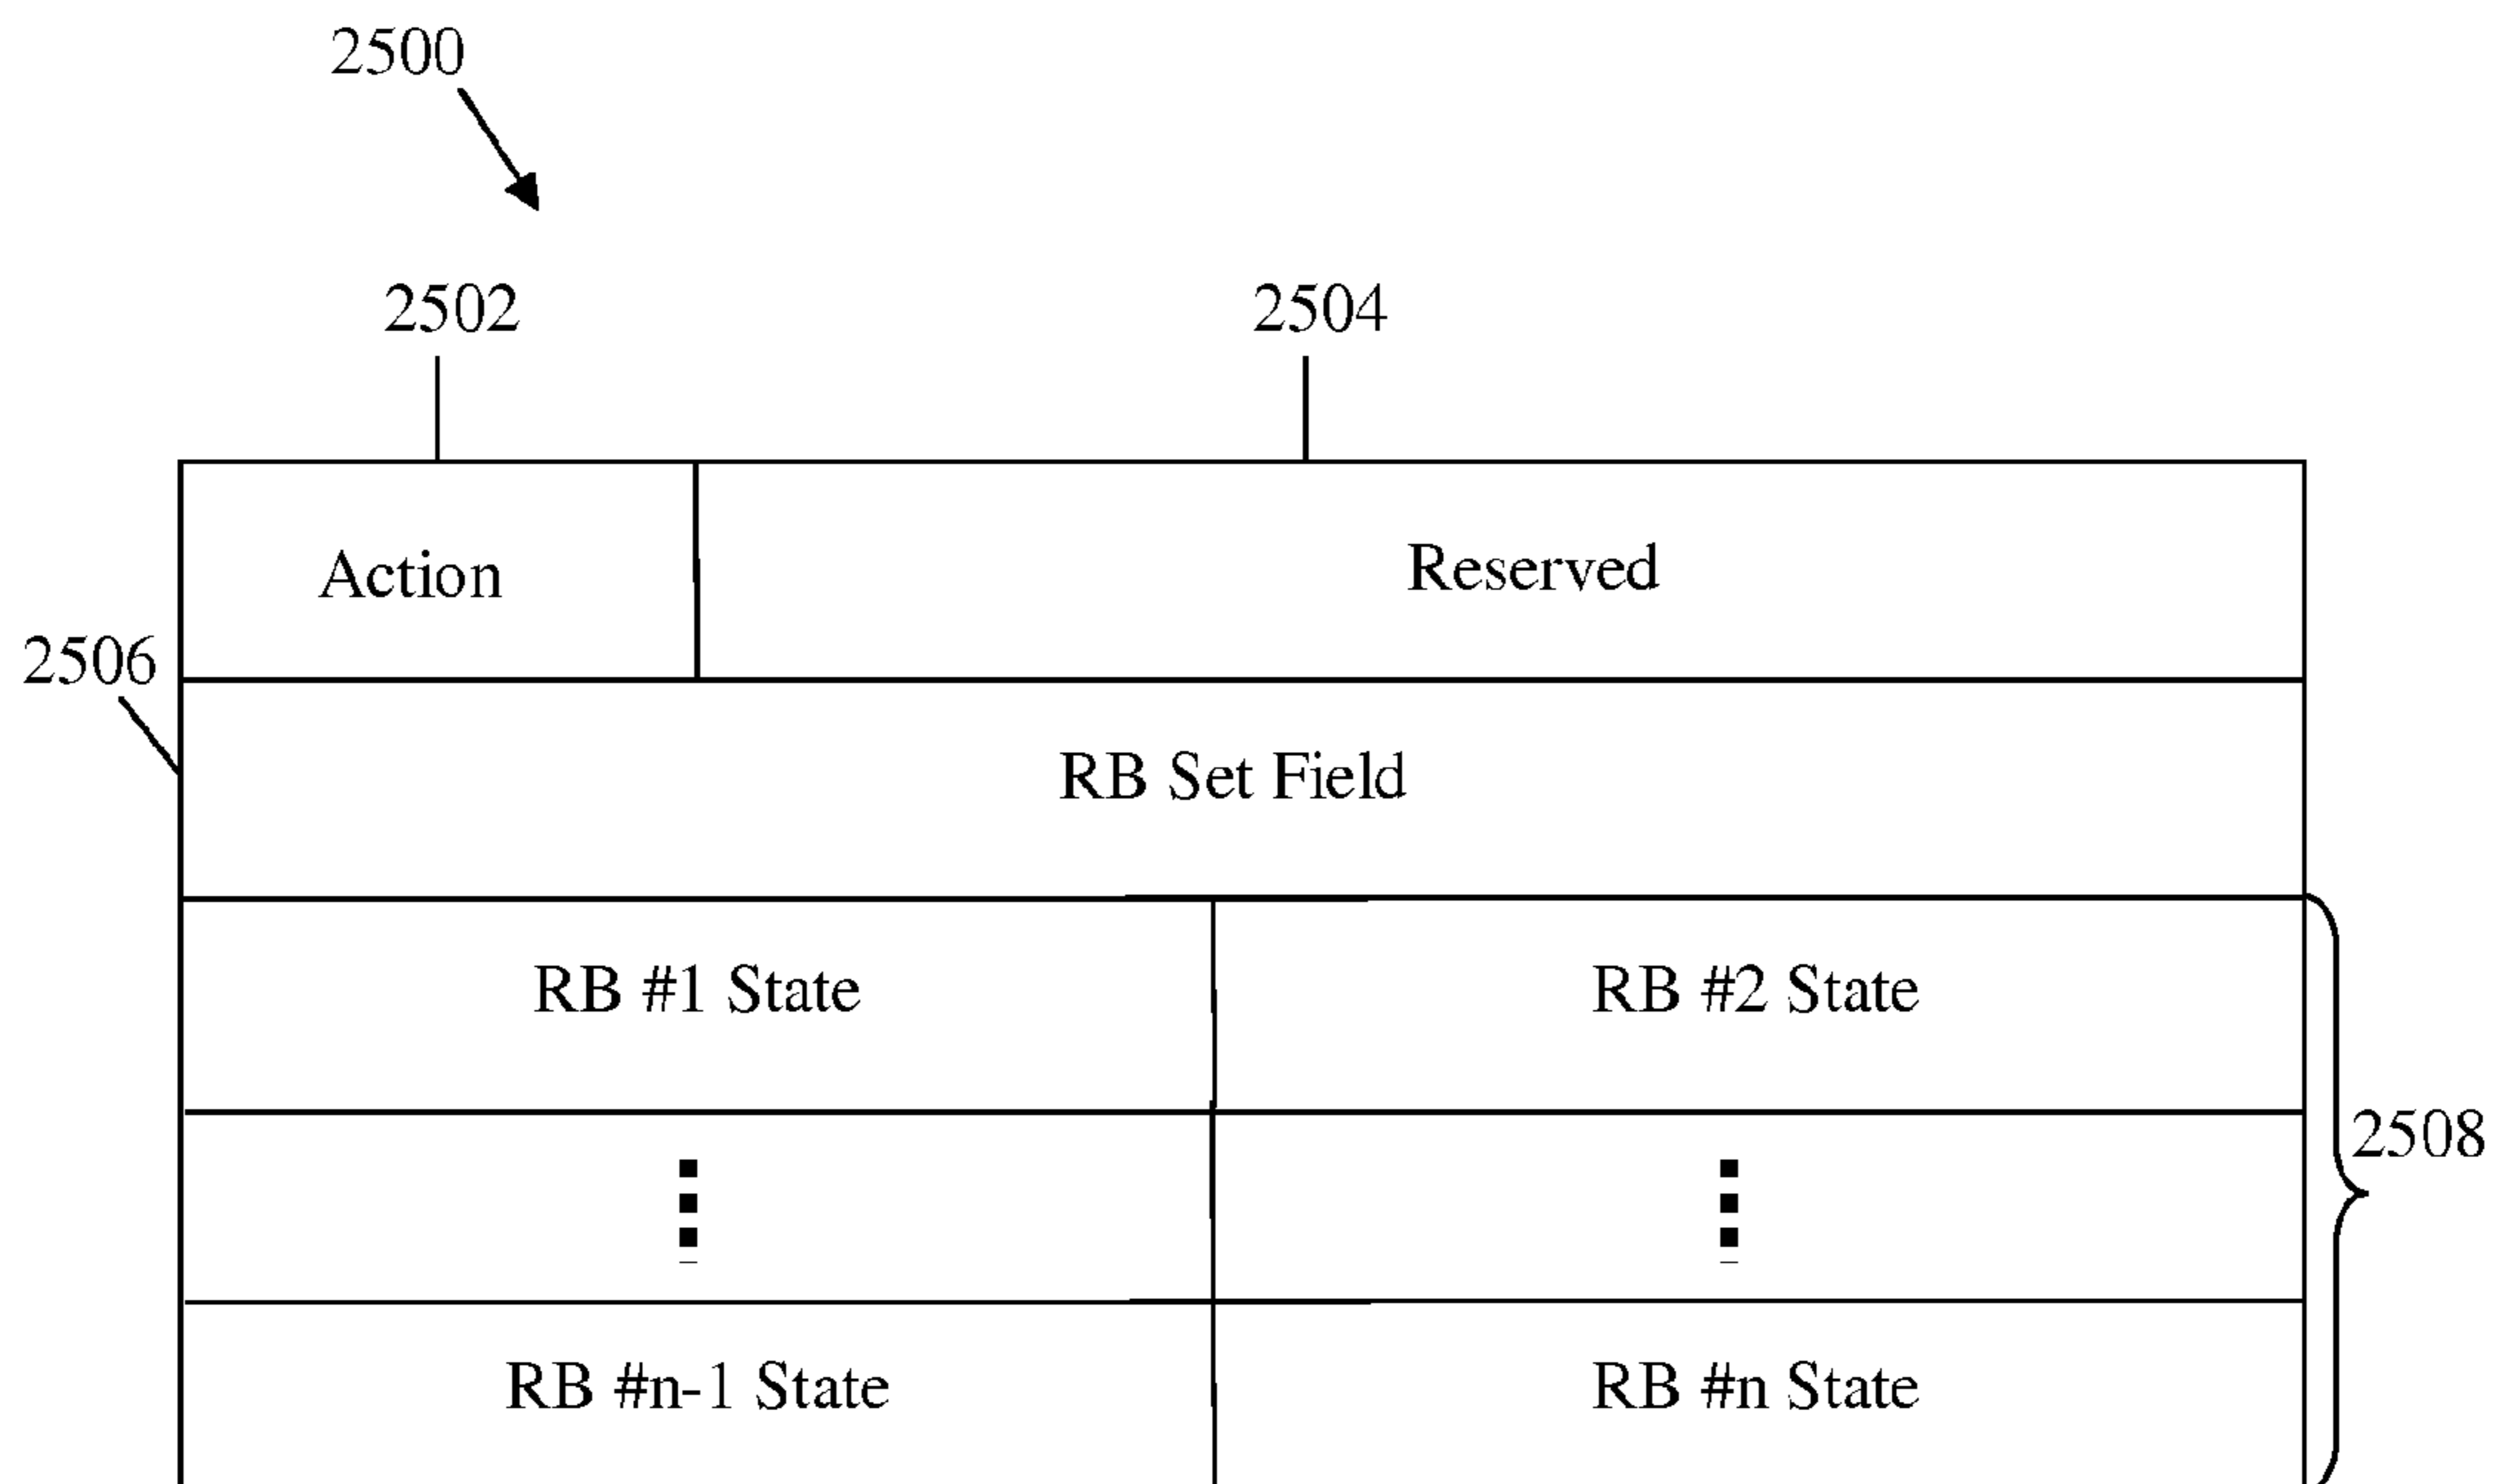 2500
2502 2504
Action Reserved
2506
RB Set Field
RB #1 State RB #2 State
2508
RB #n-1 State RB #n State